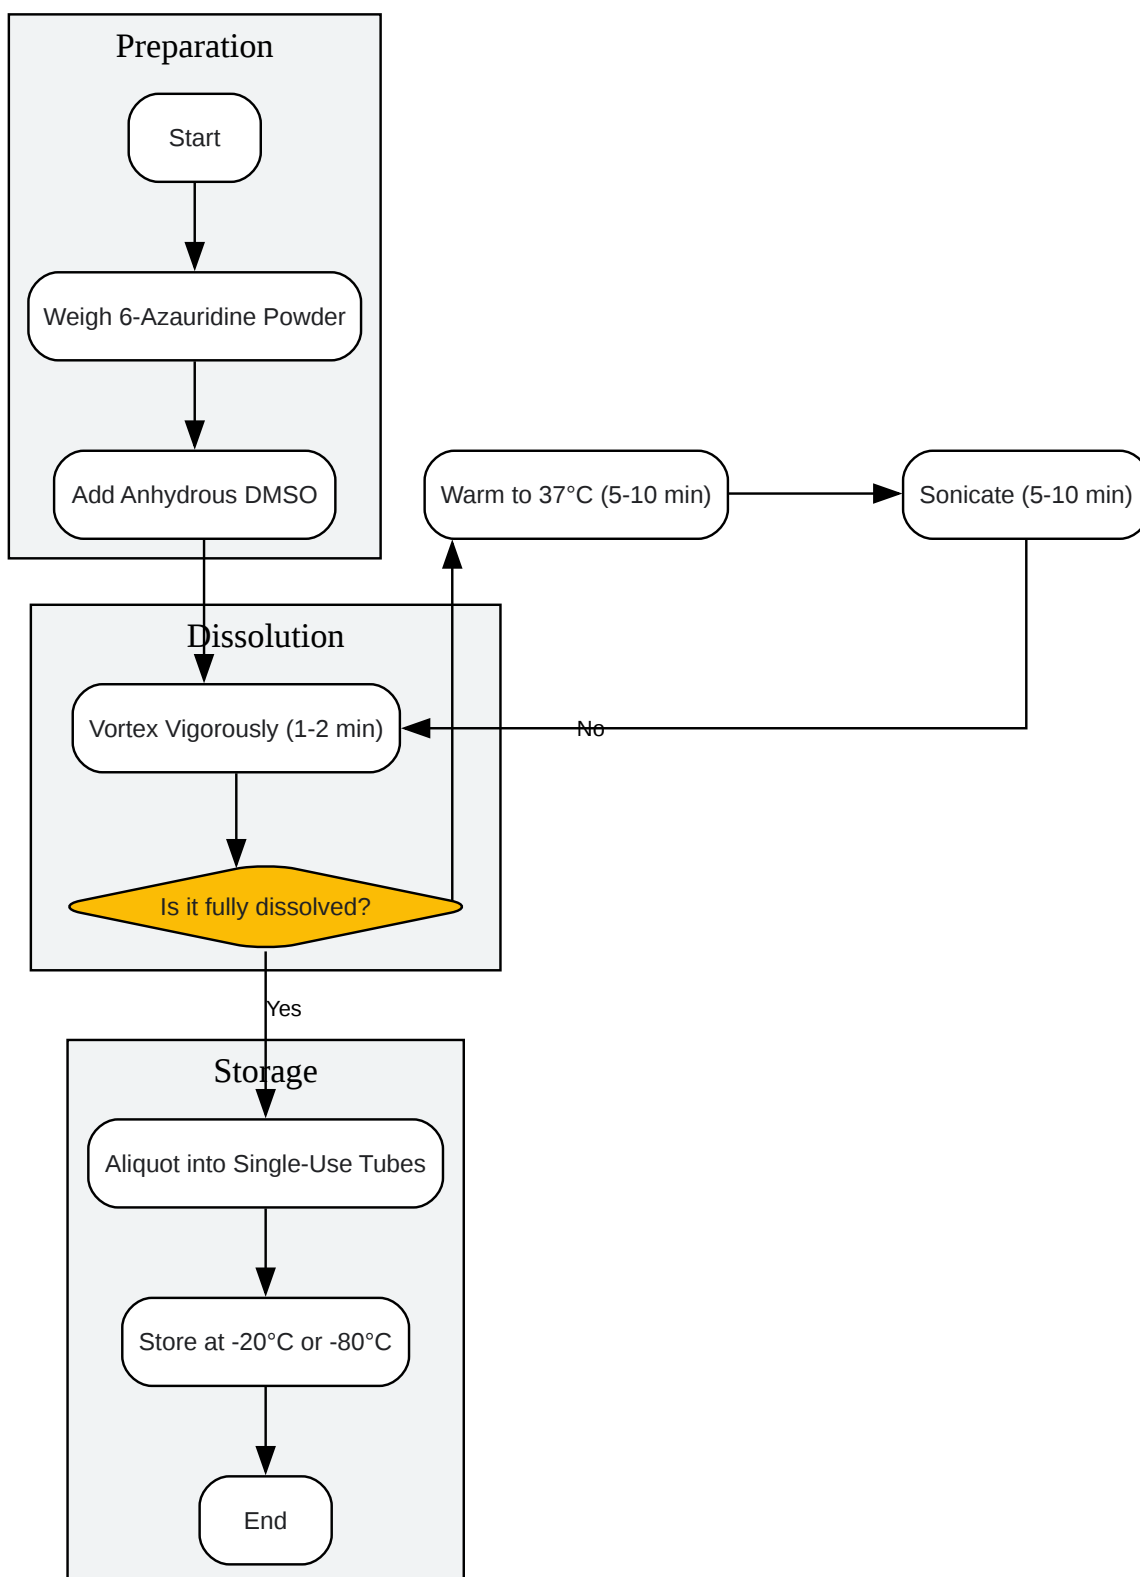 Preparation
Start
Weigh 6-Azauridine Powder
Add Anhydrous DMSO
Warm to 37°C (5-10 min)
Sonicate (5-10 min)
Dissolution
Vortex Vigorously (1-2 min)
No
Is it fully dissolved?
Yes
Storage
Aliquot into Single-Use Tubes
Store at -20°C or -80°C
End